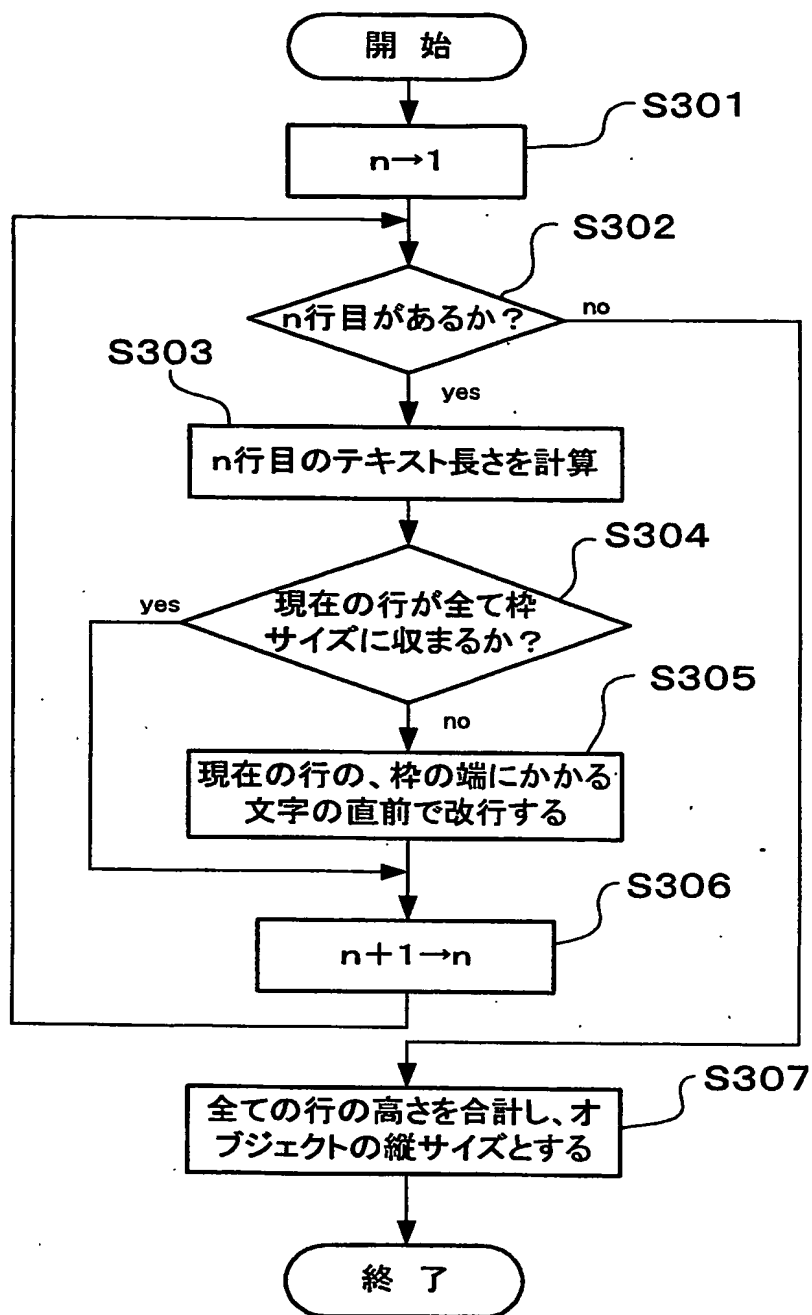 開 始
S301
n→1
S302
n行目があるか？
no
S303
yes
n行目のテキスト長さを計算
S304
yes
現在の行が全て枠
サイズに収まるか？
S305
no
現在の行の、枠の端にかかる
文字の直前で改行する
S306
n＋1→n
S307
全ての行の高さを合計し、オ
ブジェクトの縦サイズとする
終 了